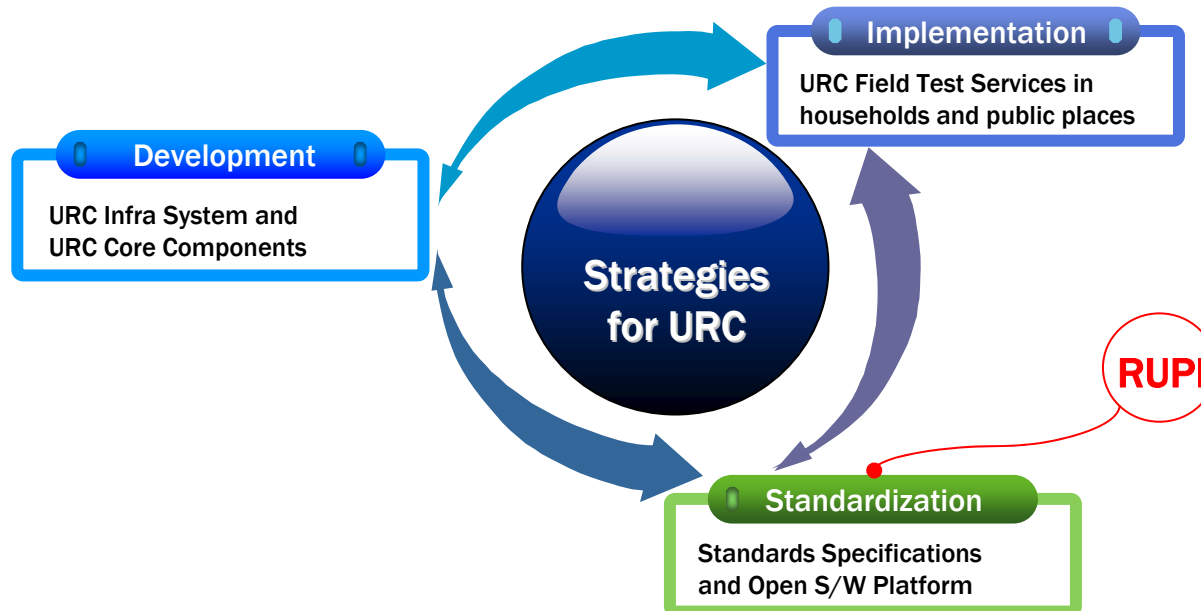 Implementation
URC Field Test Services in
households and public places
Development
URC Infra System and
URC Core Components
Strategies
for URC
Standardization
Standards Specifications
and Open S/W Platform